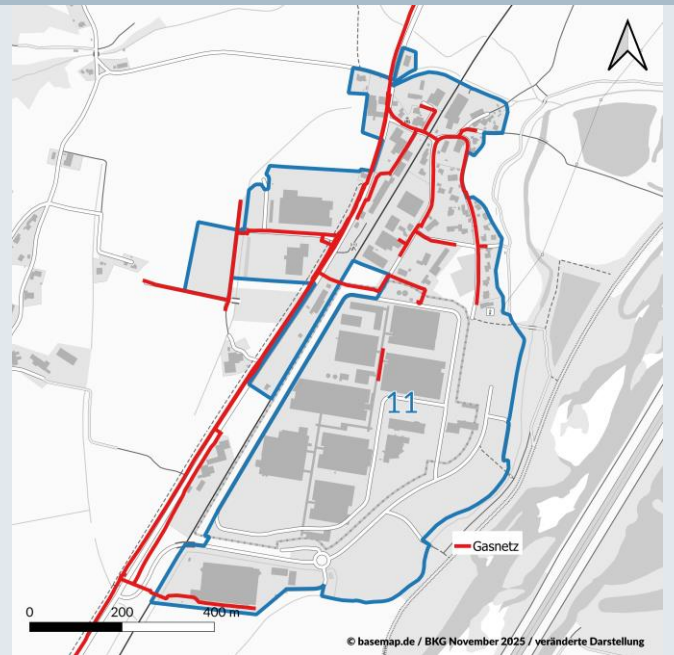 11
Gasnetz
0 200 400 m
© basemap.de / BKG November 2025 / veränderte Darstellung